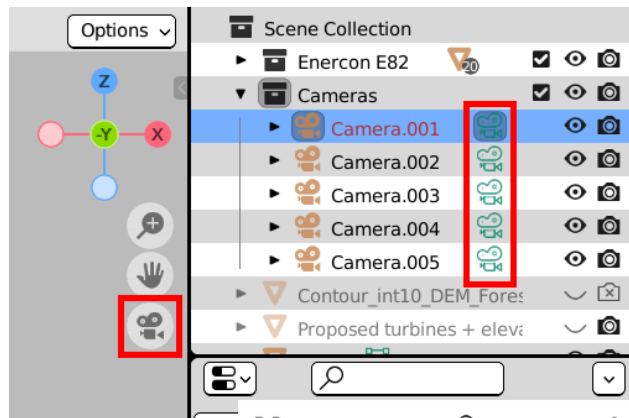 Options
Scene Collection
Enercon E82
20
Z
Cameras
-Y
X
Camera.001
Camera.002
Camera.003
Camera.004
Camera.005
Contour_int10_DEM_Fores
Proposed turbines + eleva